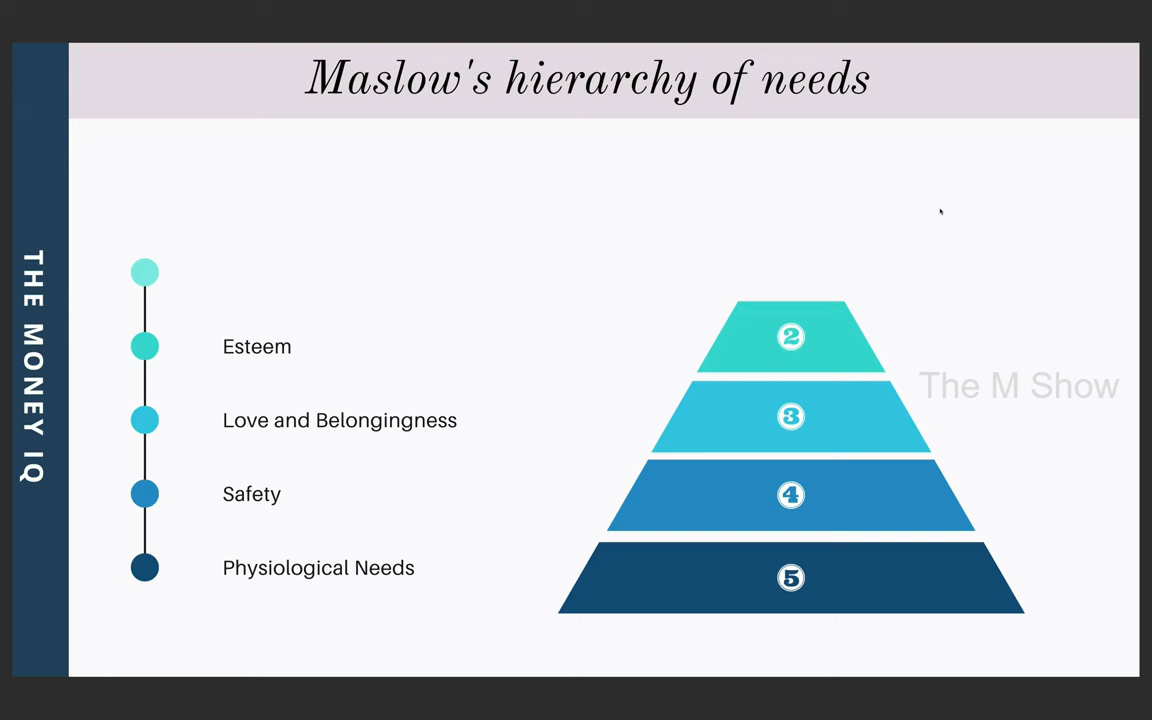 Maslow's hierarchy of needs
THE MONEY IQ
Esteem
Love and Belongingness
Safety
Physiological Needs
2
3
4
5
The M Show